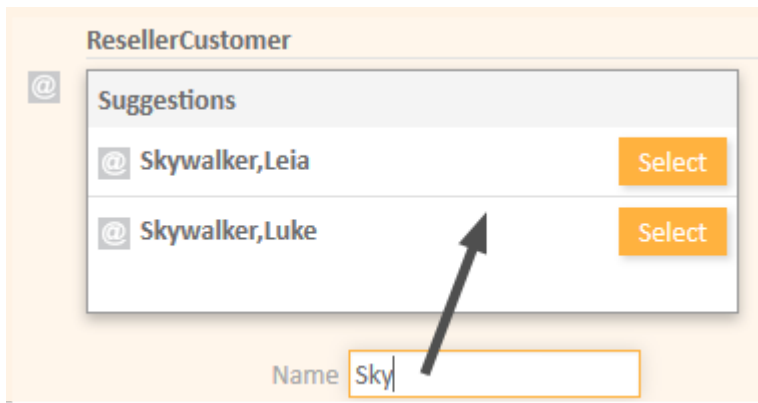 ResellerCustomer
@
Suggestions
@ Skywalker,Leia Select
@ Skywalker,Luke Select
Name Sky